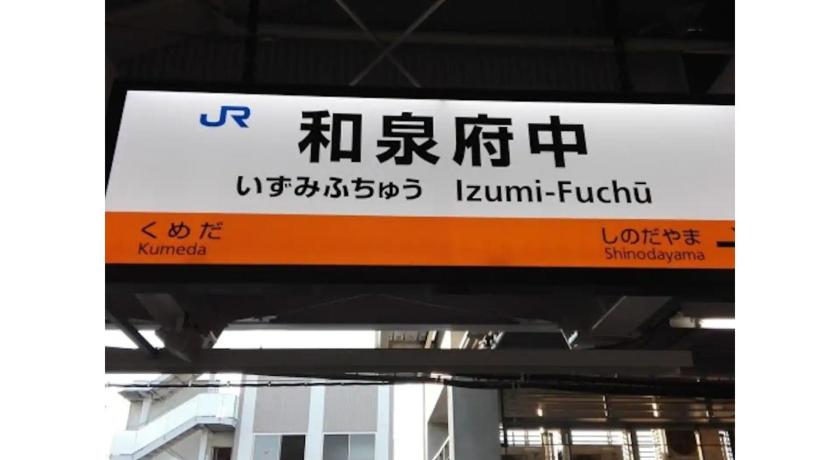 JR 和泉府中
いずみふちゅう Izumi-Fuchū
くめだ しのだやま
Kumeda Shinodayama